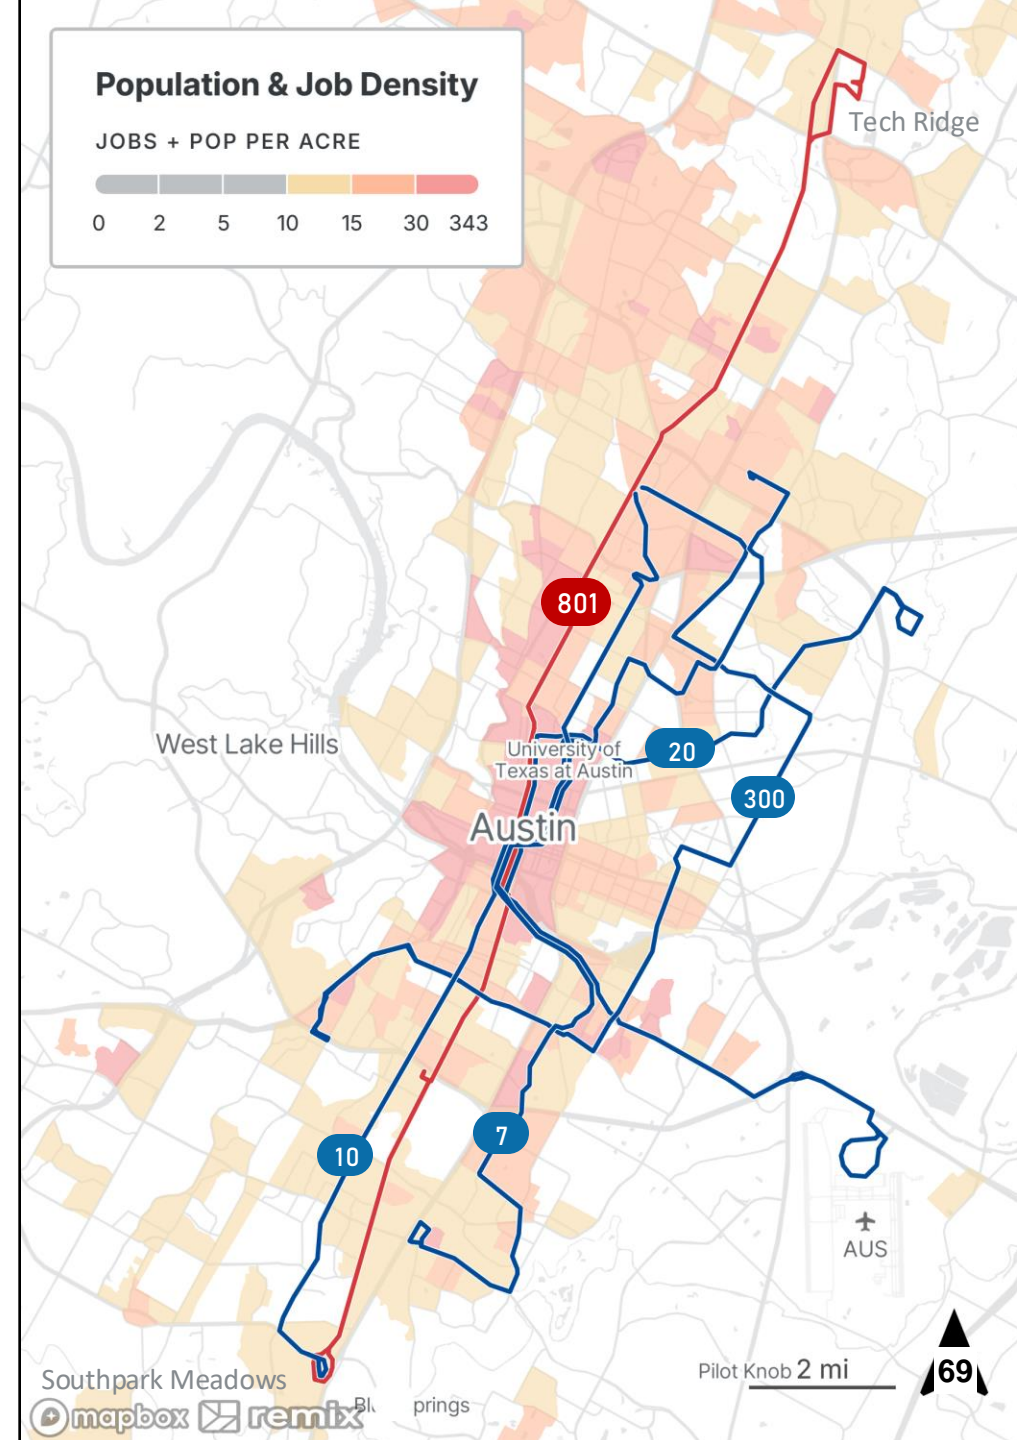 Population & Job Density
JOBS + POP PER ACRE
0 2 5 10 15 30 343
Tech Ridge
801
West Lake Hills
University of
Texas at Austin
20
300
Austin
10
7
AUS
Southpark Meadows
Pilot Knob 2 mi
69
mapbox remix
prings